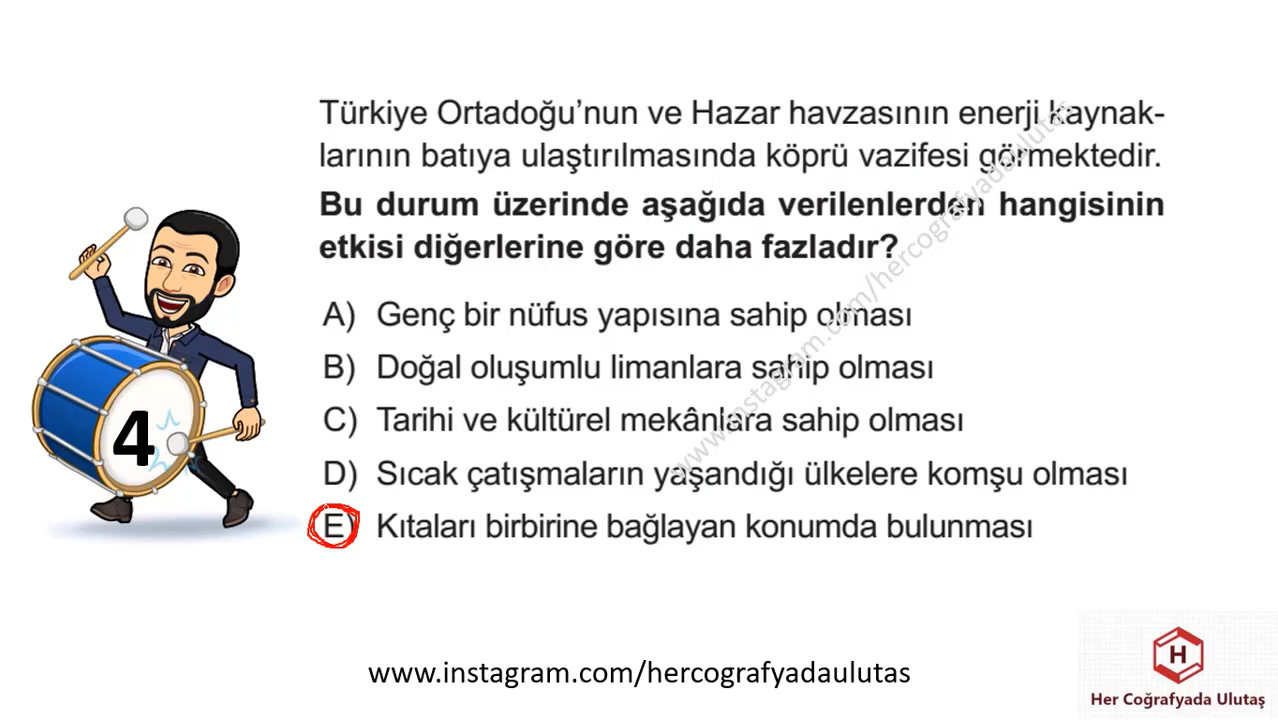 Türkiye Ortadoğu’nun ve Hazar havzasının enerji kaynak-
larının batıya ulaştırılmasında köprü vazifesi görmektedir.
Bu durum üzerinde aşağıda verilenlerden hangisinin
etkisi diğerlerine göre daha fazladır?
A) Genç bir nüfus yapısına sahip olması
B) Doğal oluşumlu limanlara sahip olması
C) Tarihi ve kültürel mekânlara sahip olması
D) Sıcak çatışmaların yaşandığı ülkelere komşu olması
E) Kıtaları birbirine bağlayan konumda bulunması
4
www.instagram.com/hercografyadaulutas
www.instagram.com/hercografyadaulutas
H
Her Coğrafyada Ulutaş